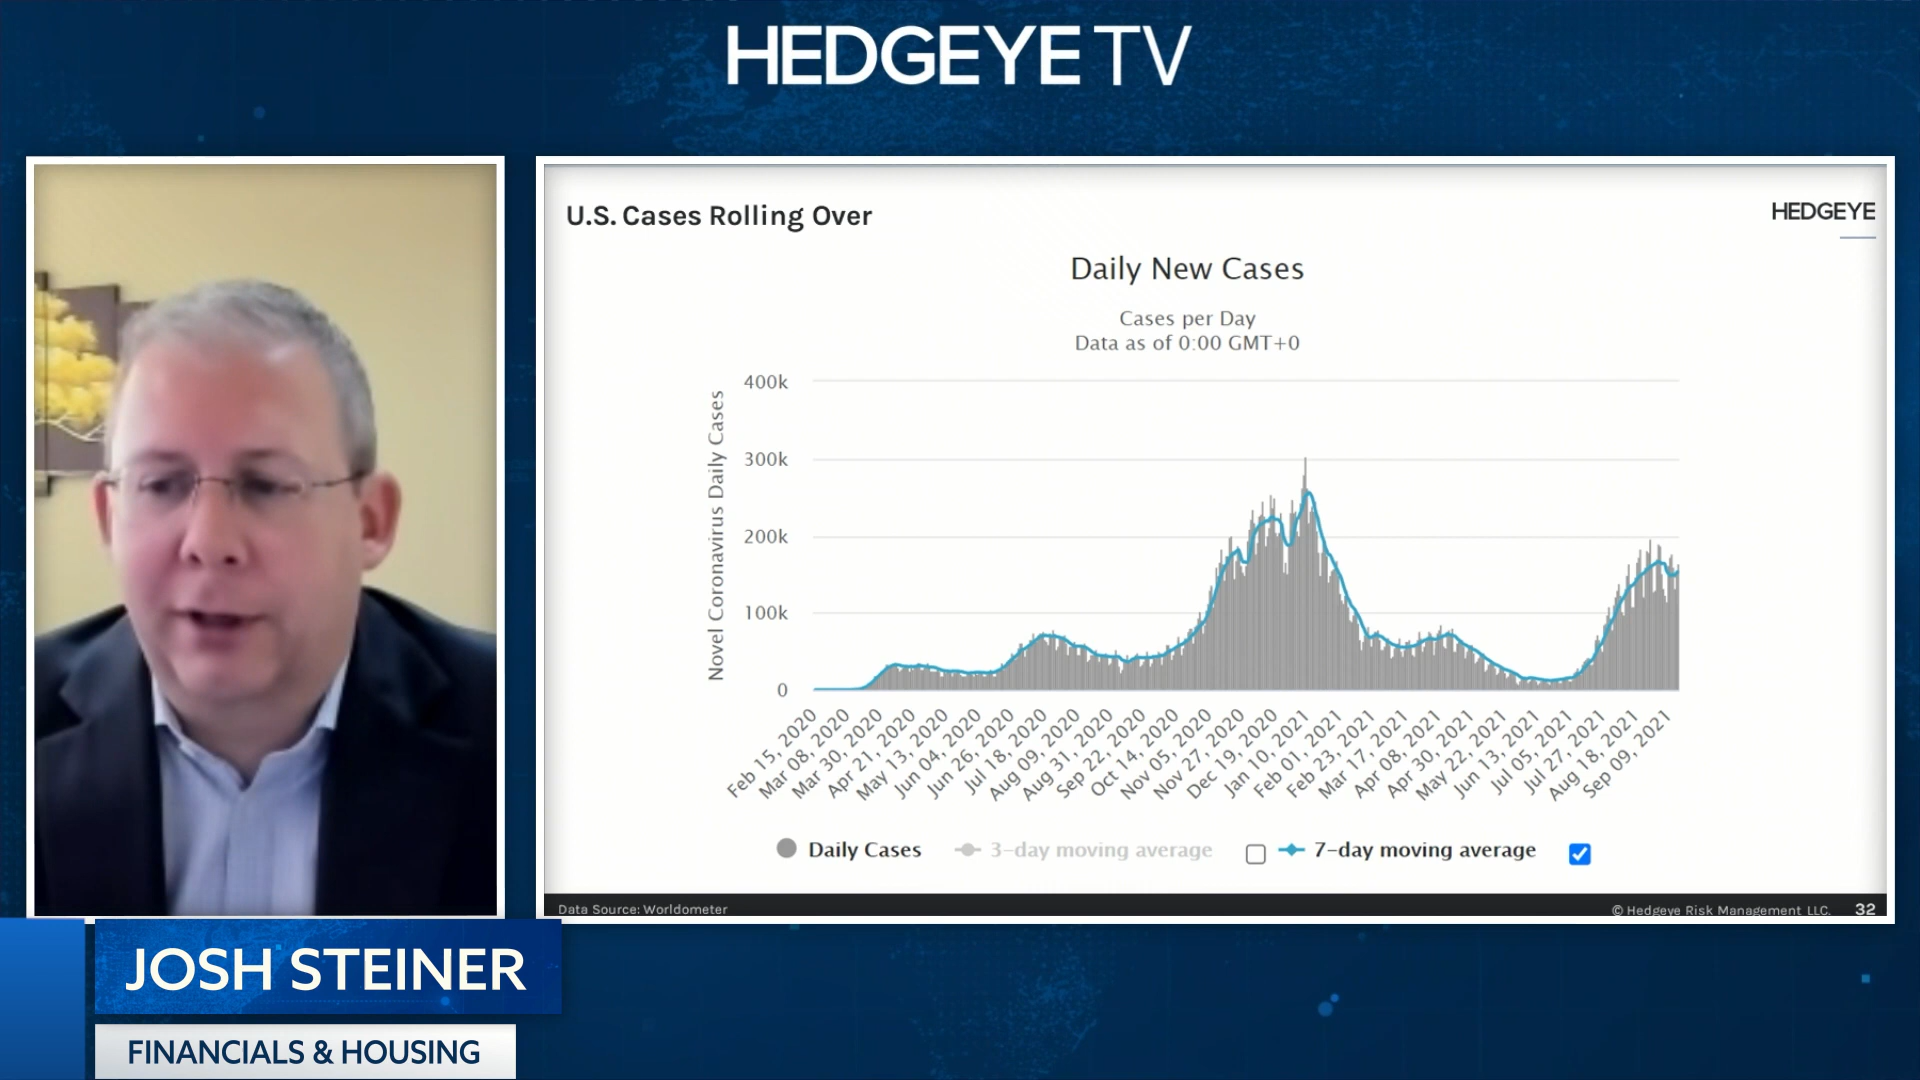 HEDGEYE TV
U.S. Cases Rolling Over
HEDGEYE
Daily New Cases
Cases per Day
Data as of 0:00 GMT+0
Novel Coronavirus Daily Cases
400k
300k
200k
100k
0
Feb 15, 2020
Mar 08, 2020
Mar 30, 2020
Apr 21, 2020
May 13, 2020
Jun 04, 2020
Jun 26, 2020
Jul 18, 2020
Aug 09, 2020
Aug 31, 2020
Sep 22, 2020
Oct 14, 2020
Nov 05, 2020
Nov 27, 2020
Dec 19, 2020
Jan 10, 2021
Feb 01, 2021
Feb 23, 2021
Mar 17, 2021
Apr 08, 2021
Apr 30, 2021
May 22, 2021
Jun 13, 2021
Jul 05, 2021
Jul 27, 2021
Aug 18, 2021
Sep 09, 2021
Daily Cases 3-day moving average 7-day moving average
Data Source: Worldometer
© Hedgeye Risk Management LLC. 32
JOSH STEINER
FINANCIALS & HOUSING